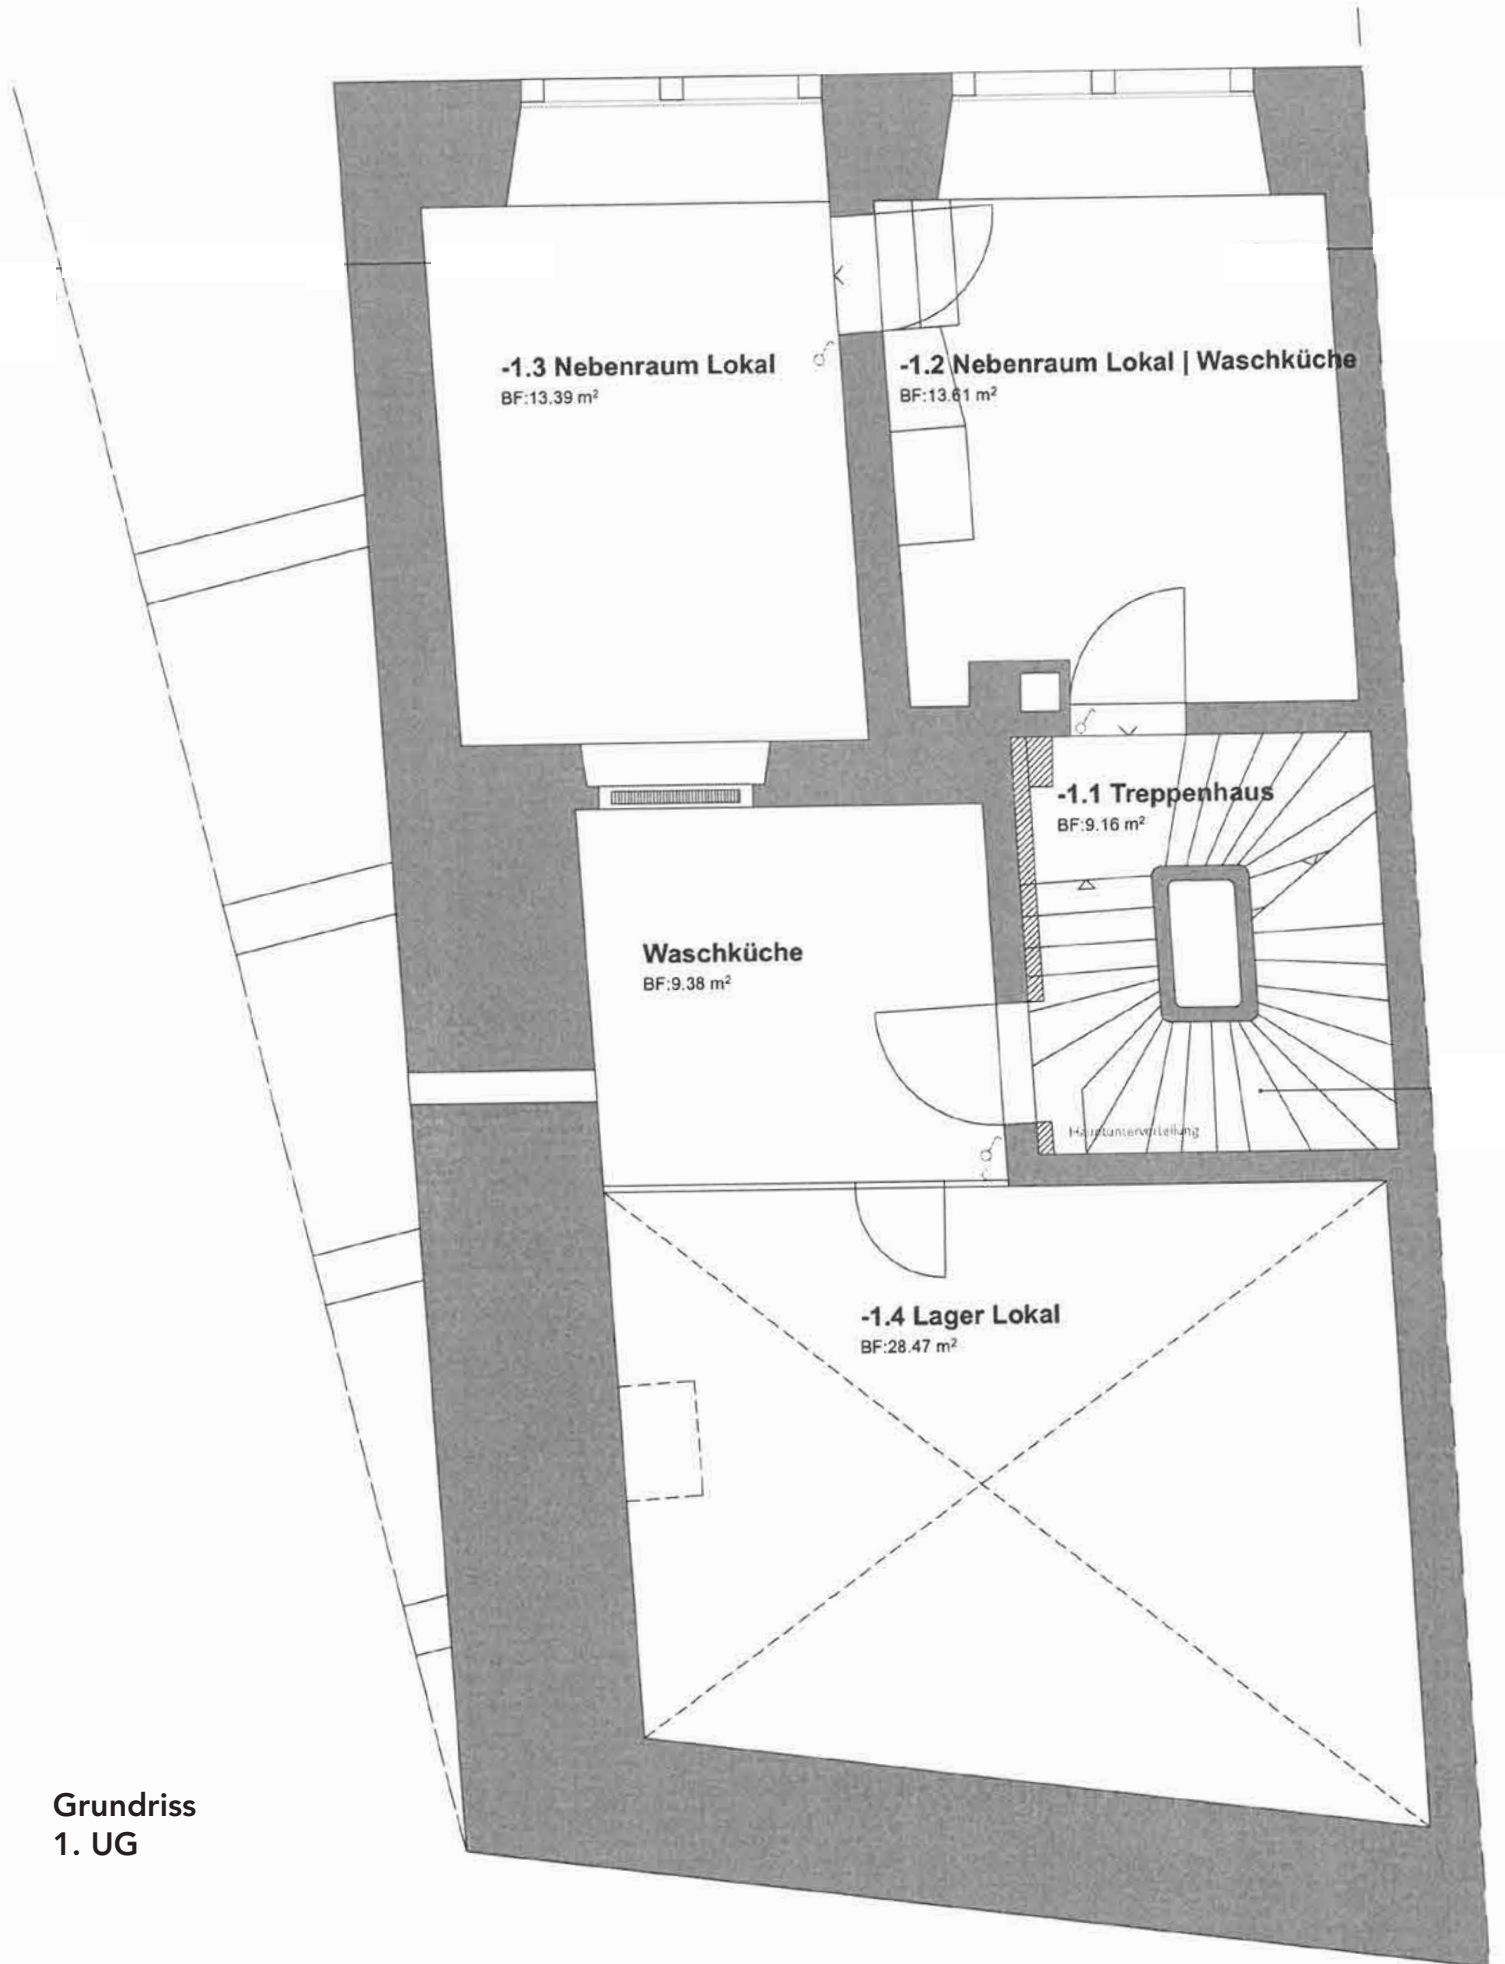 -1.3 Nebenraum Lokal
BF:13.39 m²
-1.2 Nebenraum Lokal | Waschküche
BF:13.61 m²
-1.1 Treppenhaus
BF:9.16 m²
Waschküche
BF:9.38 m²
Hauptunterverteilung
-1.4 Lager Lokal
BF:28.47 m²
Grundriss
1. UG